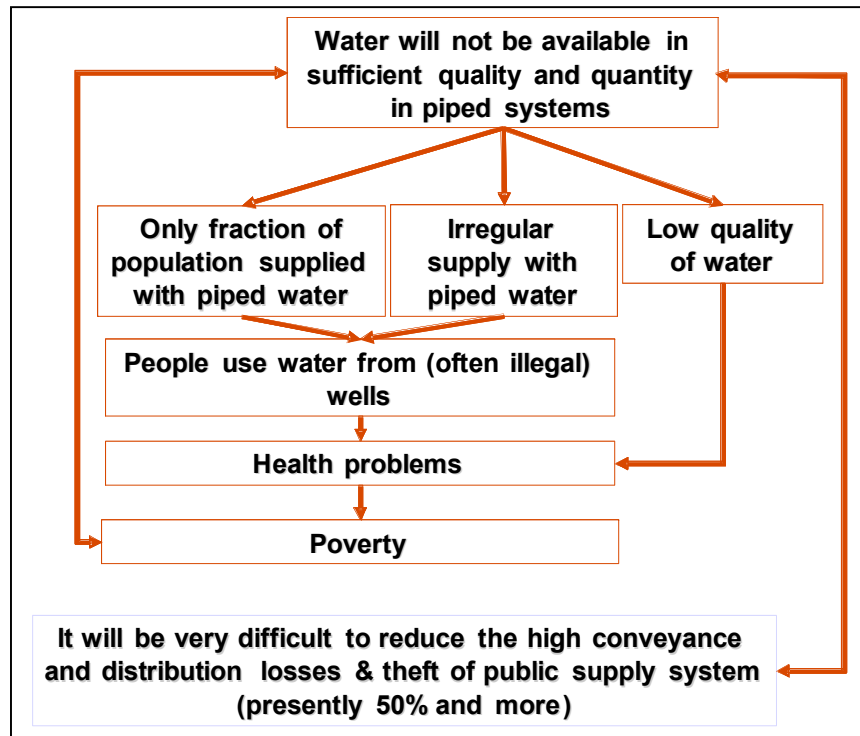 Water will not be available in
sufficient quality and quantity
in piped systems
Only fraction of
population supplied
with piped water
Irregular
supply with
piped water
Low quality
of water
People use water from (often illegal)
wells
Health problems
Poverty
It will be very difficult to reduce the high conveyance
and distribution losses & theft of public supply system
(presently 50% and more)